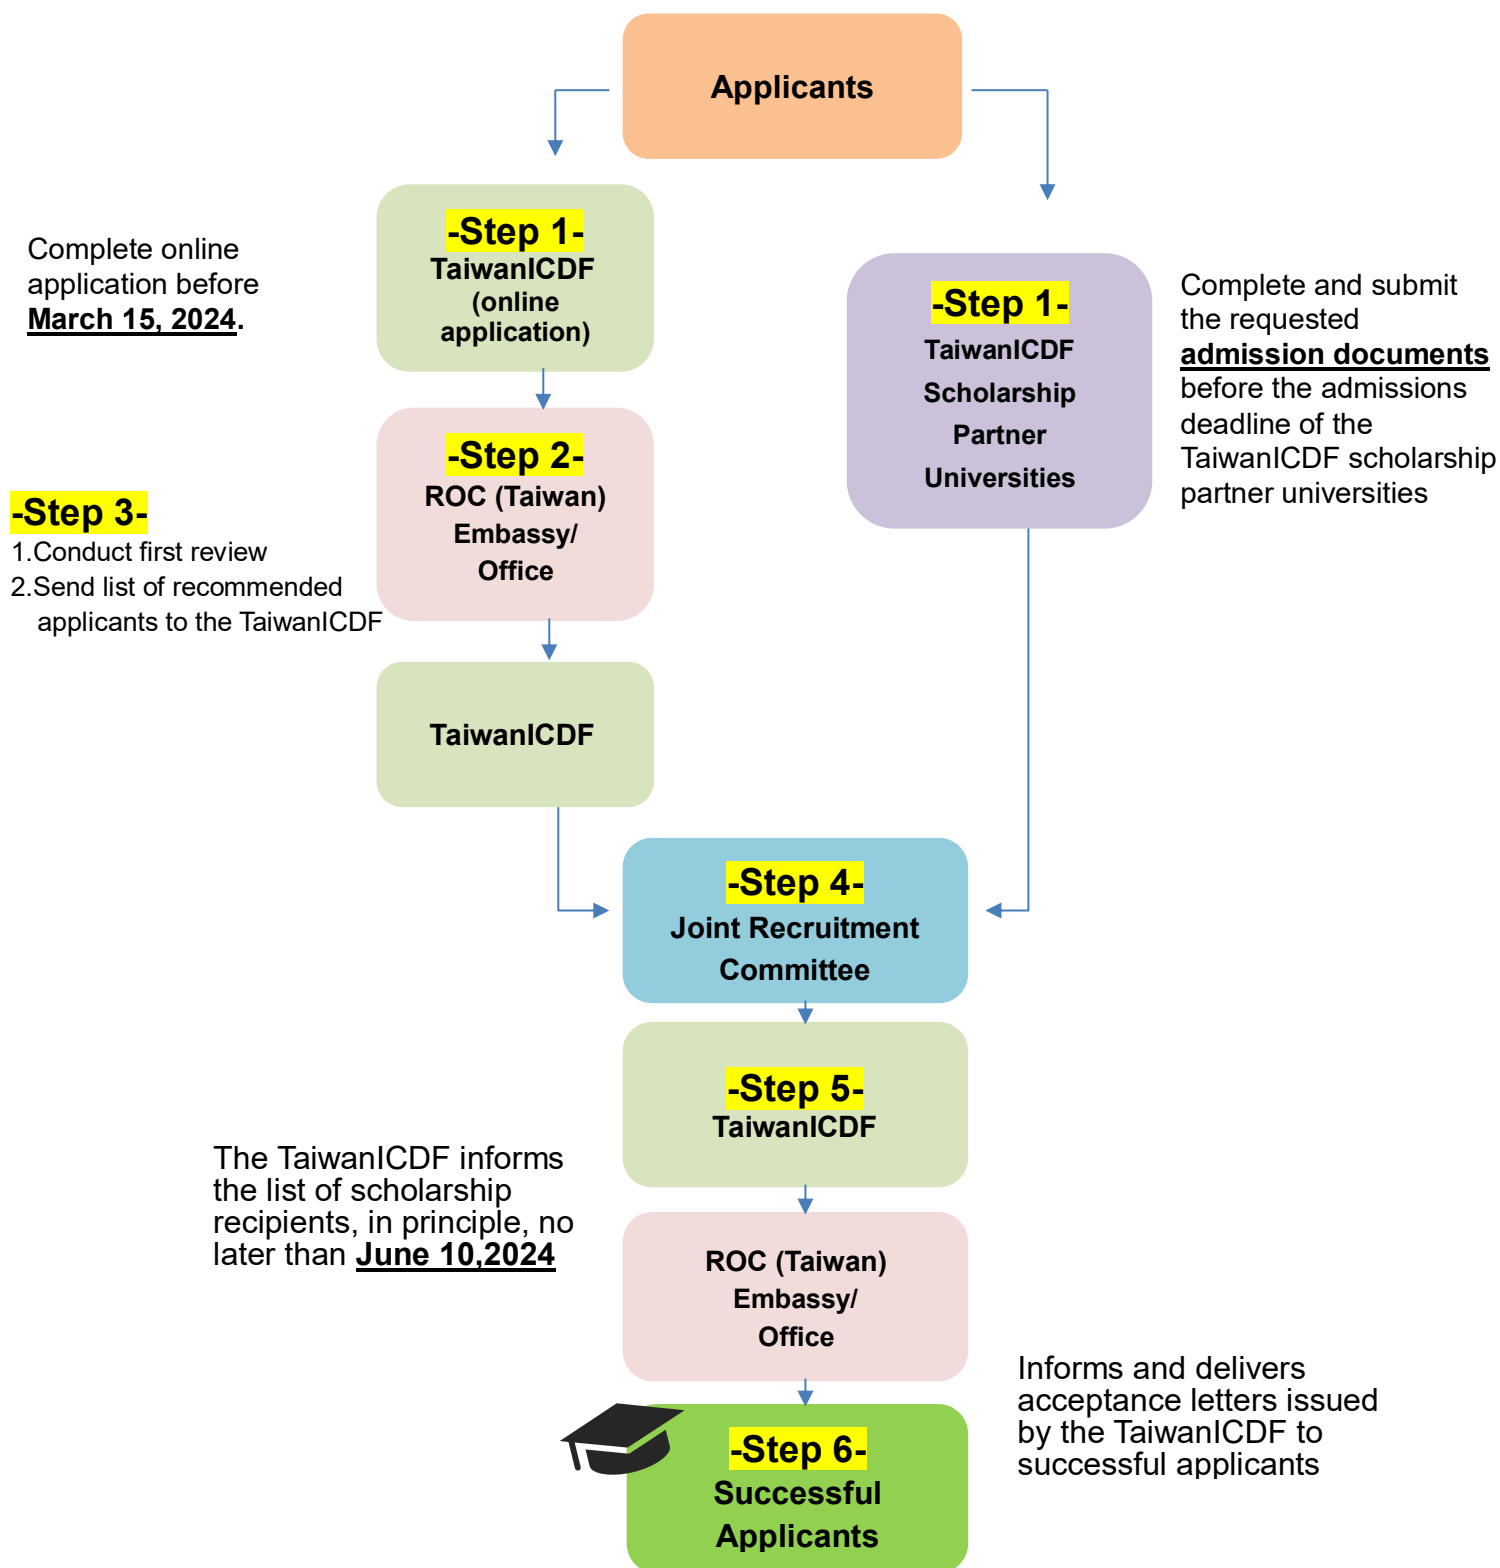 Applicants
-Step 1-
TaiwanICDF
(online
application)
Complete online
application before
March 15, 2024.
-Step 1-
TaiwanICDF
Scholarship
Partner
Universities
Complete and submit
the requested
admission documents
before the admissions
deadline of the
TaiwanICDF scholarship
partner universities
-Step 2-
ROC (Taiwan)
Embassy/
Office
-Step 3-
1.Conduct first review
2.Send list of recommended
applicants to the TaiwanICDF
TaiwanICDF
-Step 4-
Joint Recruitment
Committee
-Step 5-
TaiwanICDF
The TaiwanICDF informs
the list of scholarship
recipients, in principle, no
later than June 10,2024
ROC (Taiwan)
Embassy/
Office
Informs and delivers
acceptance letters issued
by the TaiwanICDF to
successful applicants
-Step 6-
Successful
Applicants